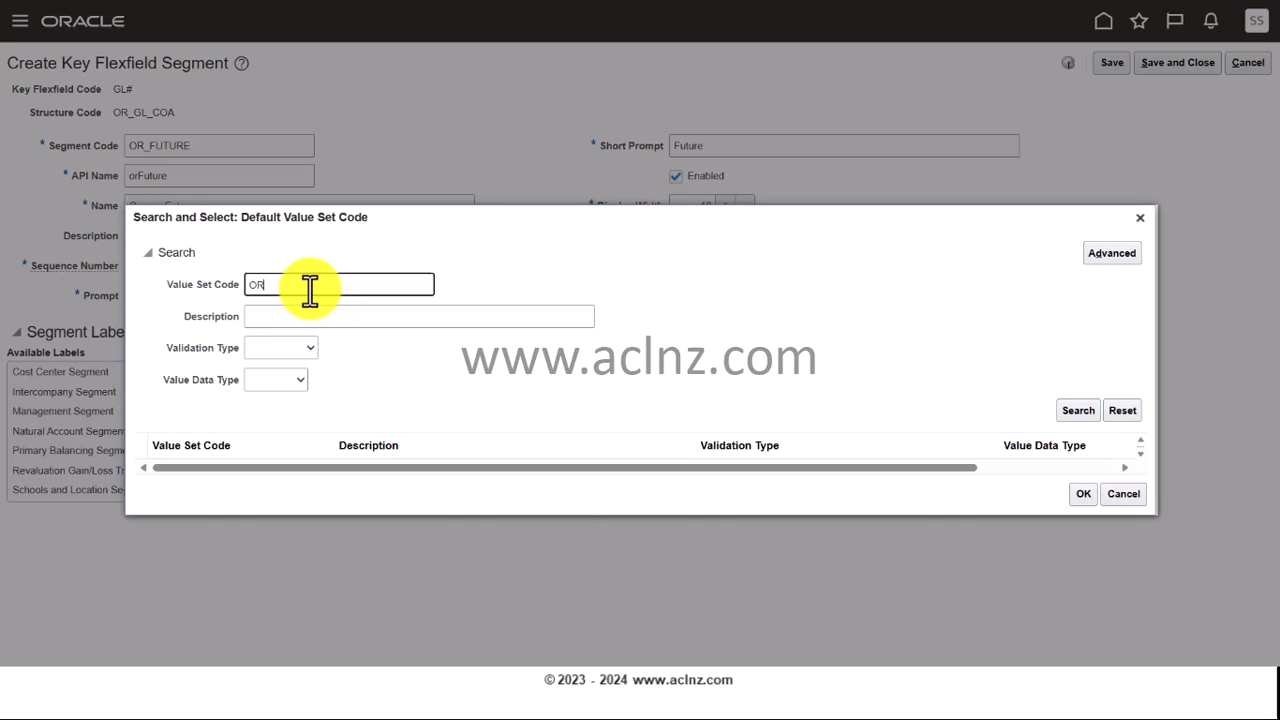 ORACLE
SS
Create Key Flexfield Segment ?
Save
Save and Close
Cancel
Key Flexfield Code GL#
Structure Code OR_GL_COA
* Segment Code OR_FUTURE
* Short Prompt Future
* API Name orFuture
Enabled
* Name
Description
* Sequence Number
* Prompt
Search and Select: Default Value Set Code
Search
Advanced
Value Set Code OR
Description
Validation Type
Value Data Type
www.aclnz.com
Search
Reset
Value Set Code Description Validation Type Value Data Type
OK
Cancel
Segment Labe
Available Labels
Cost Center Segment
Intercompany Segment
Management Segment
Natural Account Segment
Primary Balancing Segme
Revaluation Gain/Loss Tr
Schools and Location Se
© 2023 - 2024 www.aclnz.com